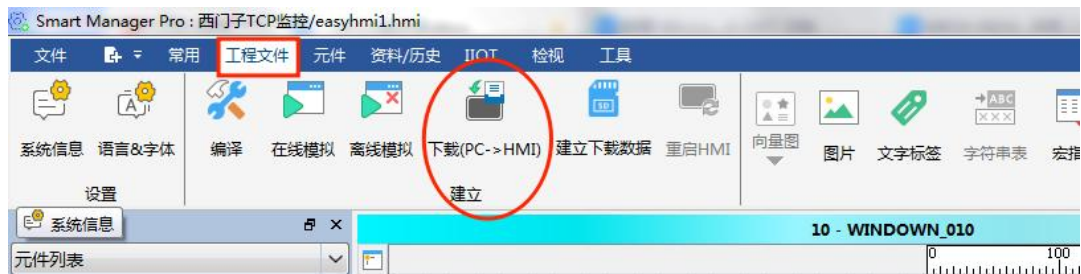 Smart Manager Pro : 西门子TCP监控/easyhmi1.hmi
文件 常用 工程文件 元件 资料/历史 IIOT 检视 工具
系统信息 语言&字体 编译 在线模拟 离线模拟 下载(PC->HMI) 建立下载数据 重启HMI 向量图 图片 文字标签 字符串表 宏指
设置 建立
系统信息
10 - WINDOWN_010
元件列表
0 100